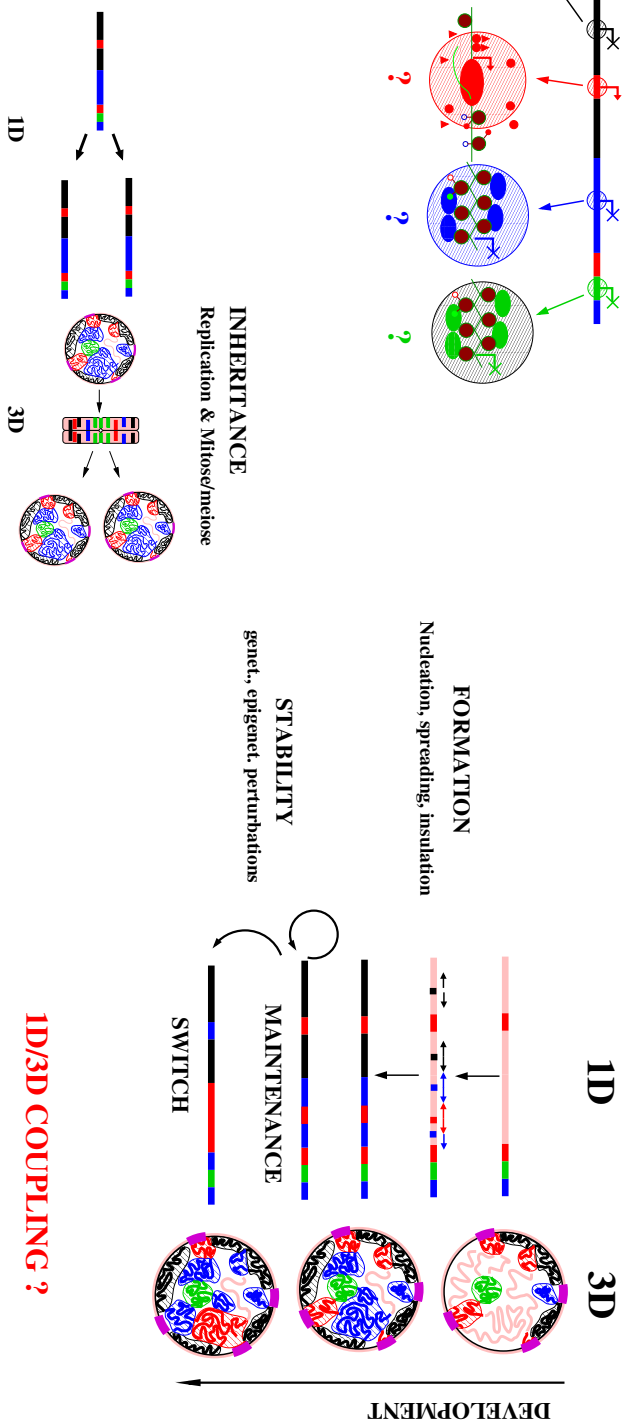 ?
?
?
INHERITANCE
Replication & Mitose/meiose
1D
3D
1D
3D
FORMATION
Nucleation, spreading, insulation
STABILITY
genet., epigenet. perturbations
MAINTENANCE
SWITCH
DEVELOPMENT
1D/3D COUPLING ?